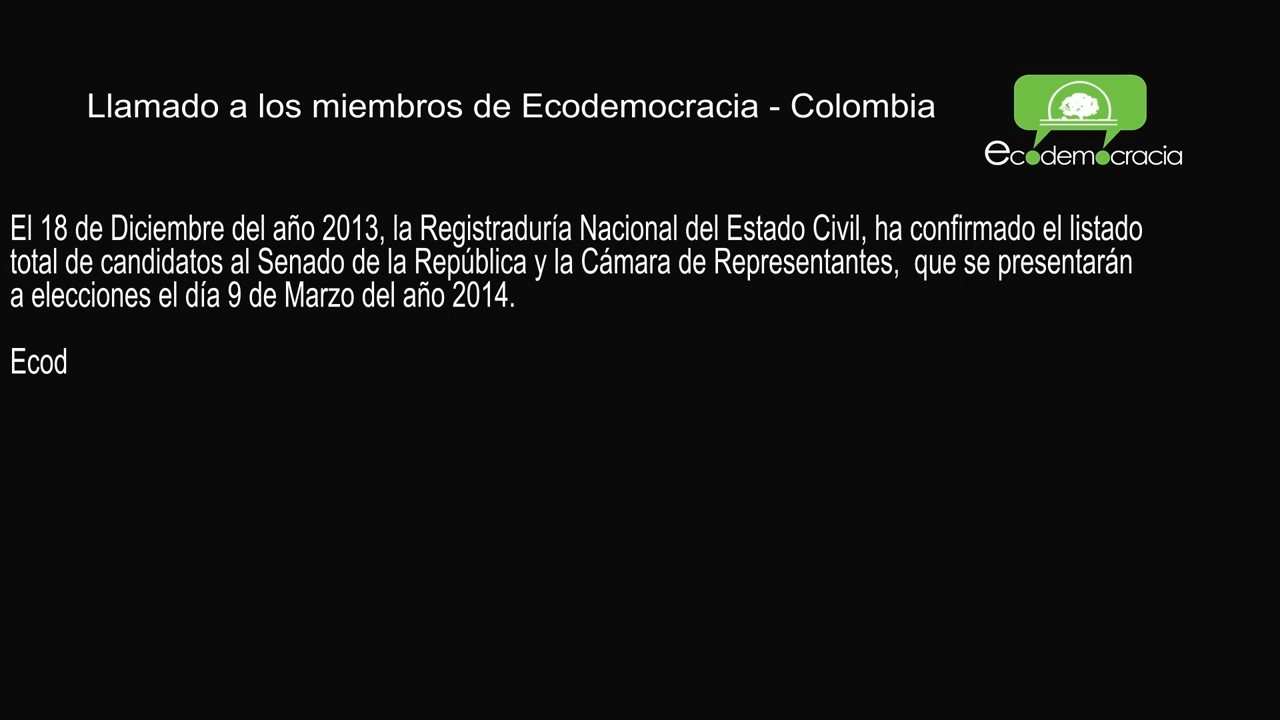 Llamado a los miembros de Ecodemocracia - Colombia
ecodemocracia
El 18 de Diciembre del año 2013, la Registraduría Nacional del Estado Civil, ha confirmado el listado
total de candidatos al Senado de la República y la Cámara de Representantes,  que se presentarán
a elecciones el día 9 de Marzo del año 2014.
Ecod